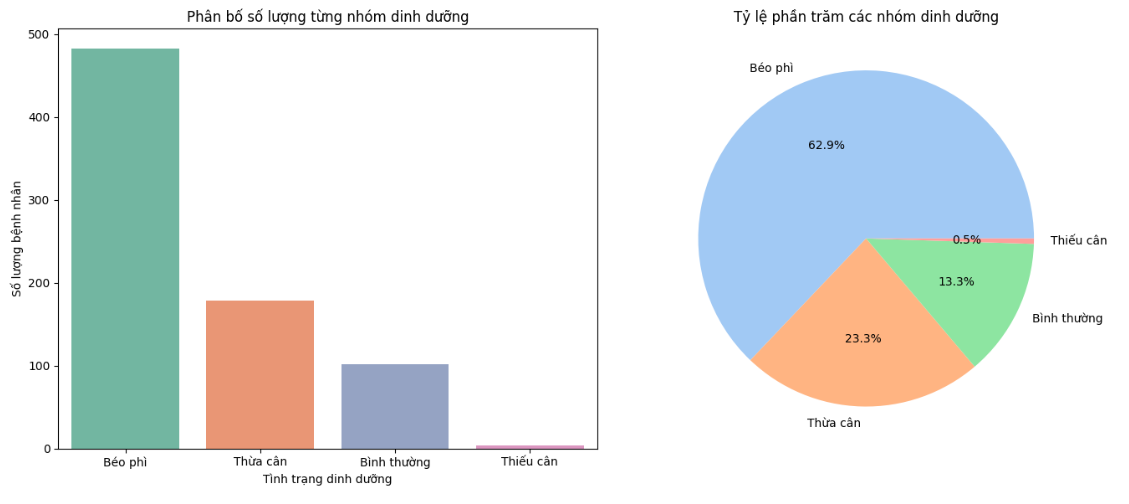 Phân bố số lượng từng nhóm dinh dưỡng
500
400
300
200
100
0
Số lượng bệnh nhân
Béo phì
Thừa cân
Bình thường
Thiếu cân
Tình trạng dinh dưỡng
Tỷ lệ phần trăm các nhóm dinh dưỡng
Béo phì
62.9%
0.5%
Thiếu cân
13.3%
Bình thường
23.3%
Thừa cân